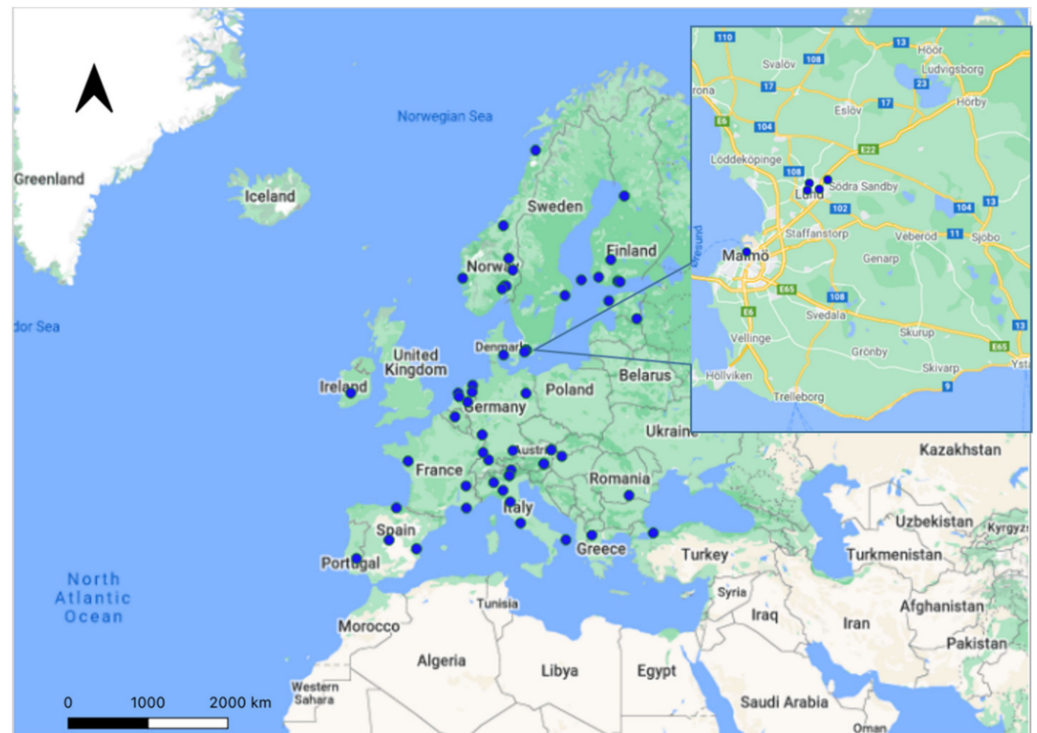 Greenland
Iceland
Norwegian Sea
Sweden
Finland
Norway
dor Sea
Denmark
United
Kingdom
Ireland
Poland
Belarus
Germany
Ukraine
Austri
France
Romania
Italy
Spain
Portugal
Greece
Turkey
Kazakhstan
Uzbekistan
Kyrgyz
Turkmenistan
North
Atlantic
Ocean
Tunisia
Morocco
Algeria
Libya
Egypt
Syria
Iraq
Iran
Afghanistan
Pakistan
Western
Sahara
Saudi Arabia
Oman
0 1000 2000 km
110
13
Höör
Svalöv
108
Ludvigsborg
17
23
rona
17
Hörby
Eslöv
E6
104
E22
Löddeköpinge
108
Lund
Södra Sandby
102
104
13
Staffanstorp
Veberöd
11
Sjöbo
Öresund
Malmö
Genarp
E65
108
E6
Svedala
13
Skurup
Vellinge
E65
Grönby
Yst
Skivarp
Höllviken
9
Trelleborg